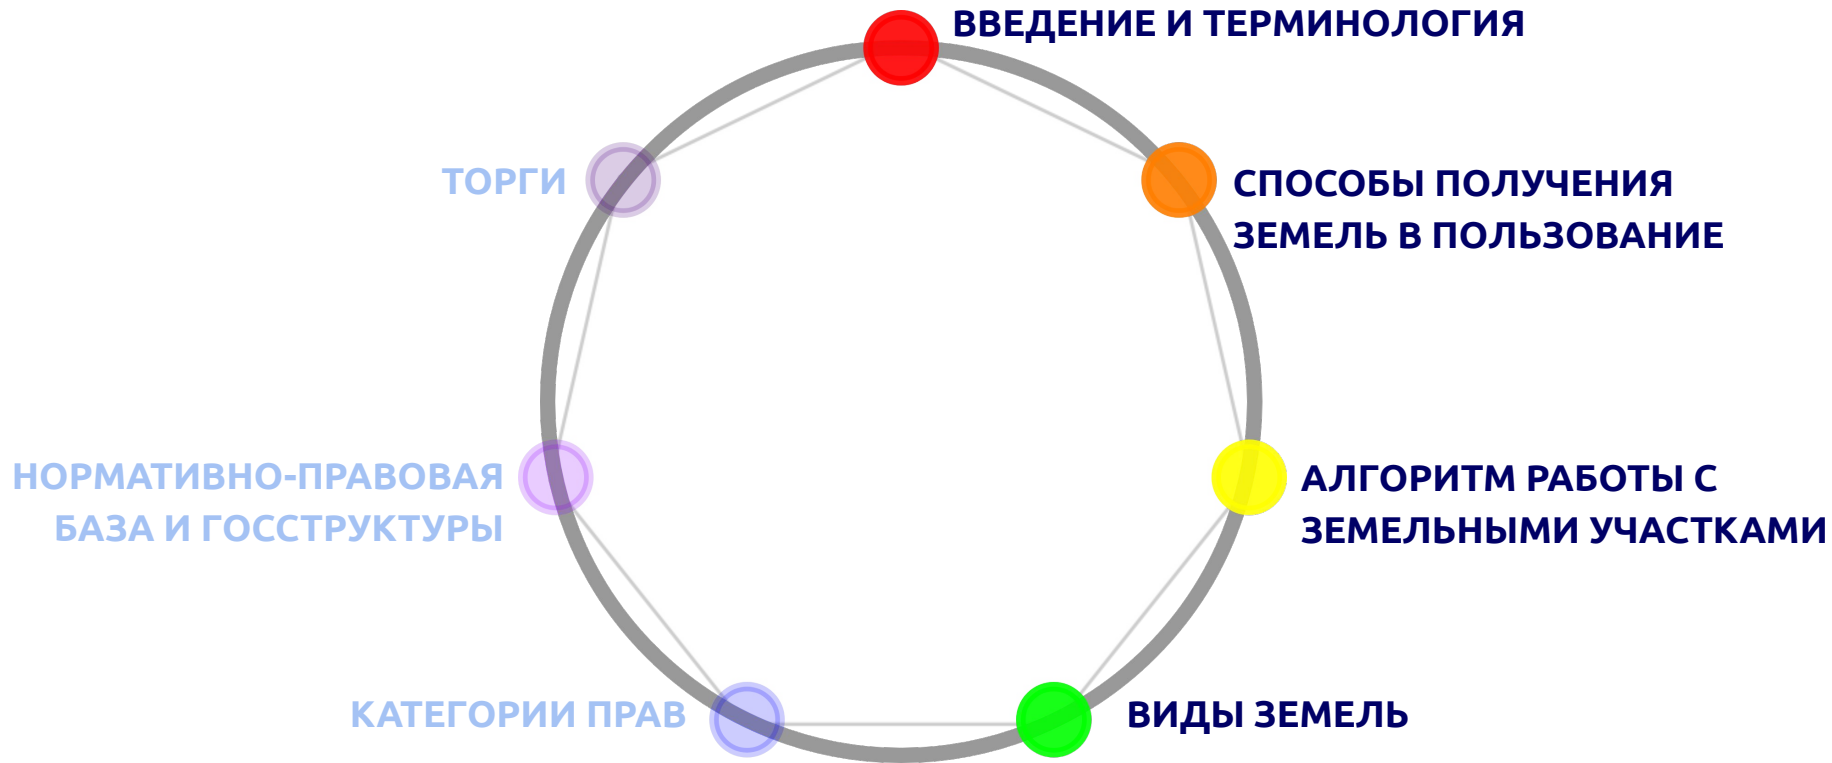 ВВЕДЕНИЕ И ТЕРМИНОЛОГИЯ
СПОСОБЫ ПОЛУЧЕНИЯ
ЗЕМЕЛЬ В ПОЛЬЗОВАНИЕ
АЛГОРИТМ РАБОТЫ С
ЗЕМЕЛЬНЫМИ УЧАСТКАМИ
ВИДЫ ЗЕМЕЛЬ
КАТЕГОРИИ ПРАВ
НОРМАТИВНО-ПРАВОВАЯ
БАЗА И ГОССТРУКТУРЫ
ТОРГИ